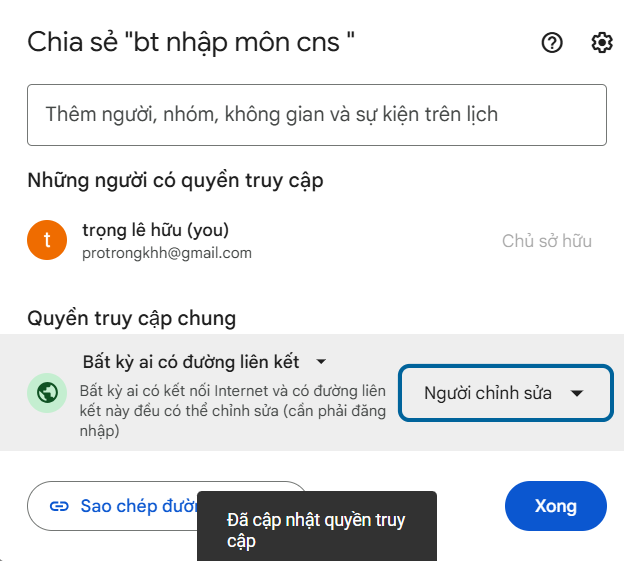 Chia sẻ "bt nhập môn cns "
Thêm người, nhóm, không gian và sự kiện trên lịch
Những người có quyền truy cập
t
trọng lê hữu (you)
protrongkhh@gmail.com
Chủ sở hữu
Quyền truy cập chung
Bất kỳ ai có đường liên kết
Bất kỳ ai có kết nối Internet và có đường liên
kết này đều có thể chỉnh sửa (cần phải đăng
nhập)
Người chỉnh sửa
Sao chép
Đã cập nhật quyền truy
cập
Xong